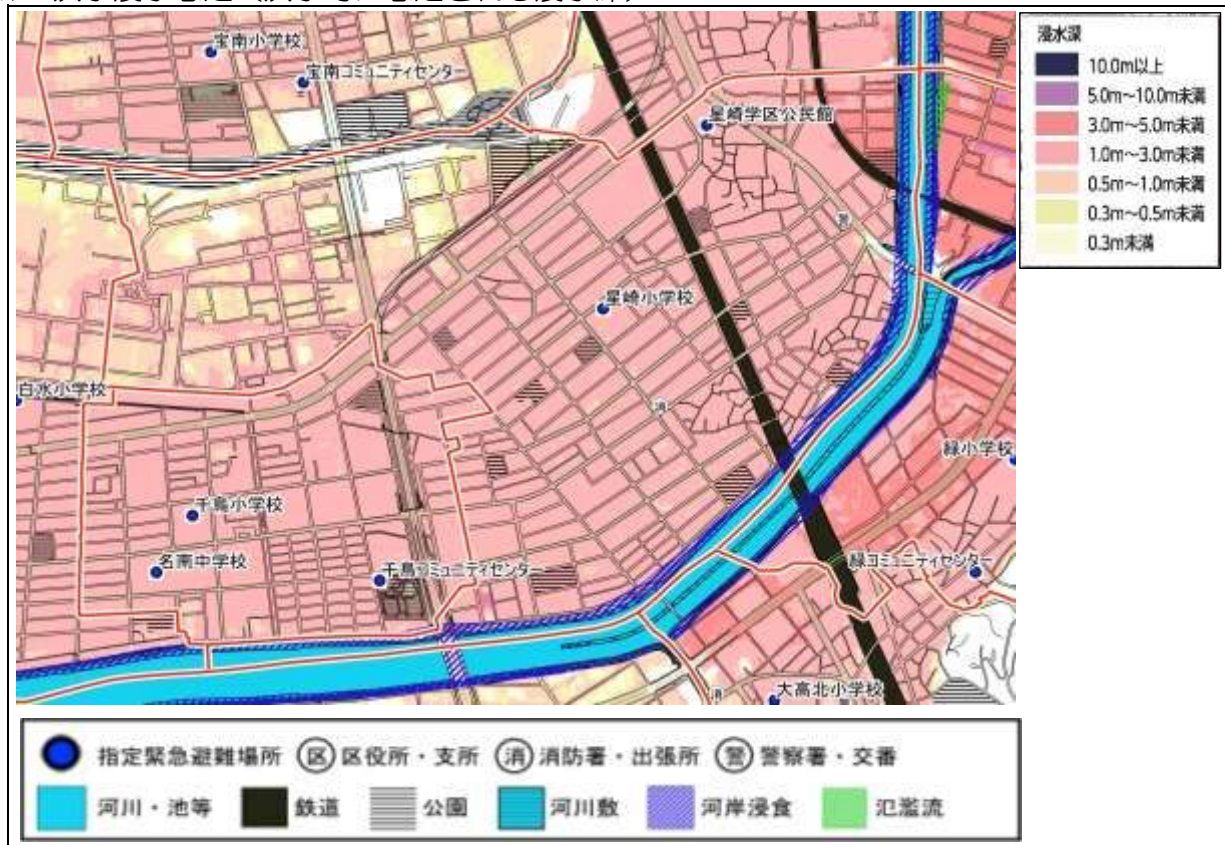 宝南小学校
宝南コミュニティセンター
星崎学区公民館
警
星崎小学校
白水小学校
消
緑小学校
千鳥小学校
名南中学校
千鳥コミュニティセンター
緑コミュニティセンター
大高北小学校
消
浸水深
10.0m以上
5.0m～10.0m未満
3.0m～5.0m未満
1.0m～3.0m未満
0.5m～1.0m未満
0.3m～0.5m未満
0.3m未満
指定緊急避難場所 区 区役所・支所 消 消防署・出張所 警 警察署・交番
河川・池等 鉄道 公園 河川敷 河岸浸食 氾濫流